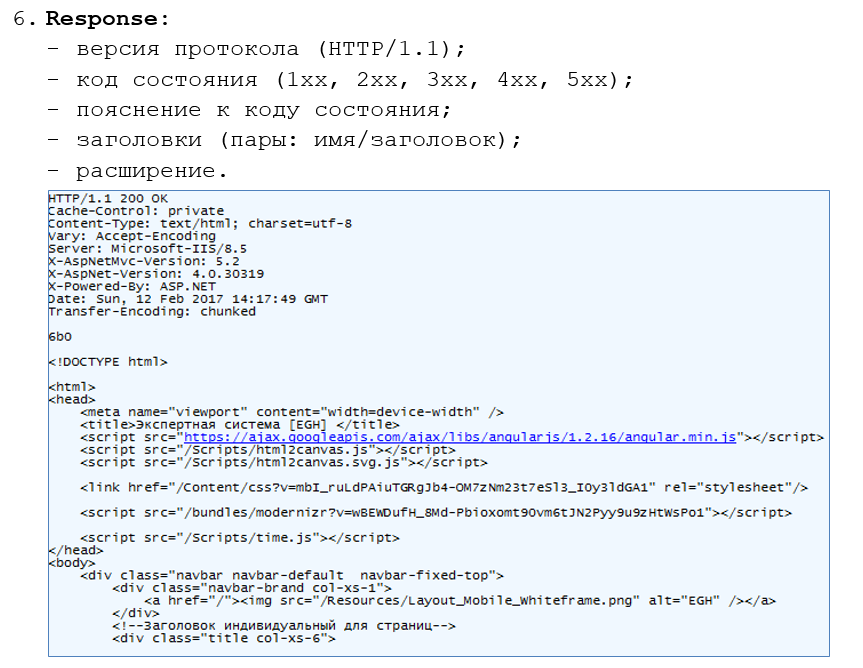 6. Response:
- версия протокола (HTTP/1.1);
- код состояния (1xx, 2xx, 3xx, 4xx, 5xx);
- пояснение к коду состояния;
- заголовки (пары: имя/заголовок);
- расширение.
HTTP/1.1 200 OK
Cache-Control: private
Content-Type: text/html; charset=utf-8
Vary: Accept-Encoding
Server: Microsoft-IIS/8.5
X-AspNetMvc-Version: 5.2
X-AspNet-Version: 4.0.30319
X-Powered-By: ASP.NET
Date: Sun, 12 Feb 2017 14:17:49 GMT
Transfer-Encoding: chunked
6b0
<!DOCTYPE html>
<html>
<head>
<meta name="viewport" content="width=device-width" />
<title>Экспертная система [EGH] </title>
<script src="https://ajax.googleapis.com/ajax/libs/angularjs/1.2.16/angular.min.js"></script>
<script src="/Scripts/html2canvas.js"></script>
<script src="/Scripts/html2canvas.svg.js"></script>
<link href="/Content/css?v=mbI_ruLdPAiuTGRgJb4-OM7zNm23t7eSl3_I0y3ldGA1" rel="stylesheet"/>
<script src="/bundles/modernizr?v=wBEWDufH_8Md-Pbioxomt90vm6tJN2Pyy9u9zHtWsPo1"></script>
<script src="/Scripts/time.js"></script>
</head>
<body>
<div class="navbar navbar-default  navbar-fixed-top">
<div class="navbar-brand col-xs-1">
<a href="/"><img src="/Resources/Layout_Mobile_Whiteframe.png" alt="EGH" /></a>
</div>
<!--Заголовок индивидуальный для страниц-->
<div class="title col-xs-6">